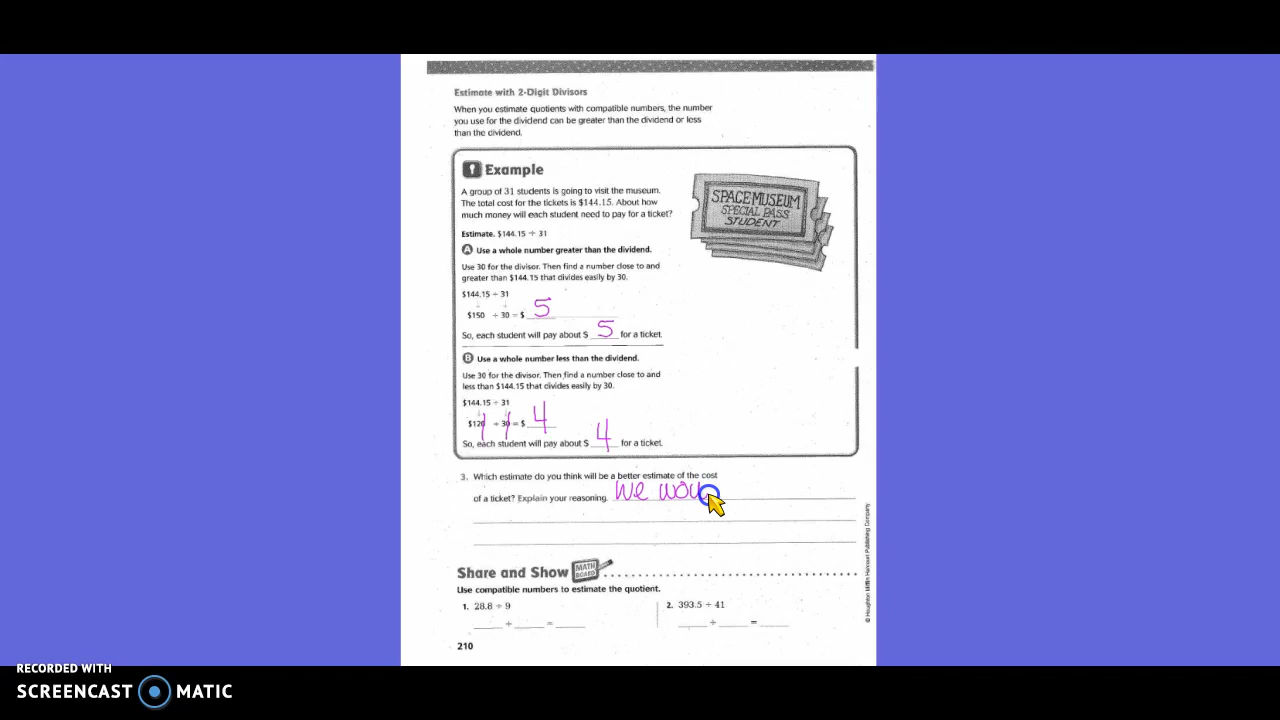 Estimate with 2-Digit Divisors
When you estimate quotients with compatible numbers, the number
you use for the dividend can be greater than the dividend or less
than the dividend.
Example
A group of 31 students is going to visit the museum.
The total cost for the tickets is $144.15. About how
much money will each student need to pay for a ticket?
SPACE MUSEUM
SPECIAL PASS
STUDENT
Estimate. $144.15 ÷ 31
A Use a whole number greater than the dividend.
Use 30 for the divisor. Then find a number close to and
greater than $144.15 that divides easily by 30.
$144.15 ÷ 31
$150 ÷ 30 = $ 5
So, each student will pay about $ 5 for a ticket.
B Use a whole number less than the dividend.
Use 30 for the divisor. Then find a number close to and
less than $144.15 that divides easily by 30.
$144.15 ÷ 31
$120 ÷ 30 = $ 4
So, each student will pay about $ 4 for a ticket.
3. Which estimate do you think will be a better estimate of the cost
of a ticket? Explain your reasoning. We wou
Share and Show MATH BOARD
Use compatible numbers to estimate the quotient.
1. 28.8 ÷ 9
2. 393.5 ÷ 41
___ ÷ ___ = ___
___ ÷ ___ = ___
210
© Houghton Mifflin Harcourt Publishing Company
RECORDED WITH
SCREENCAST MATIC